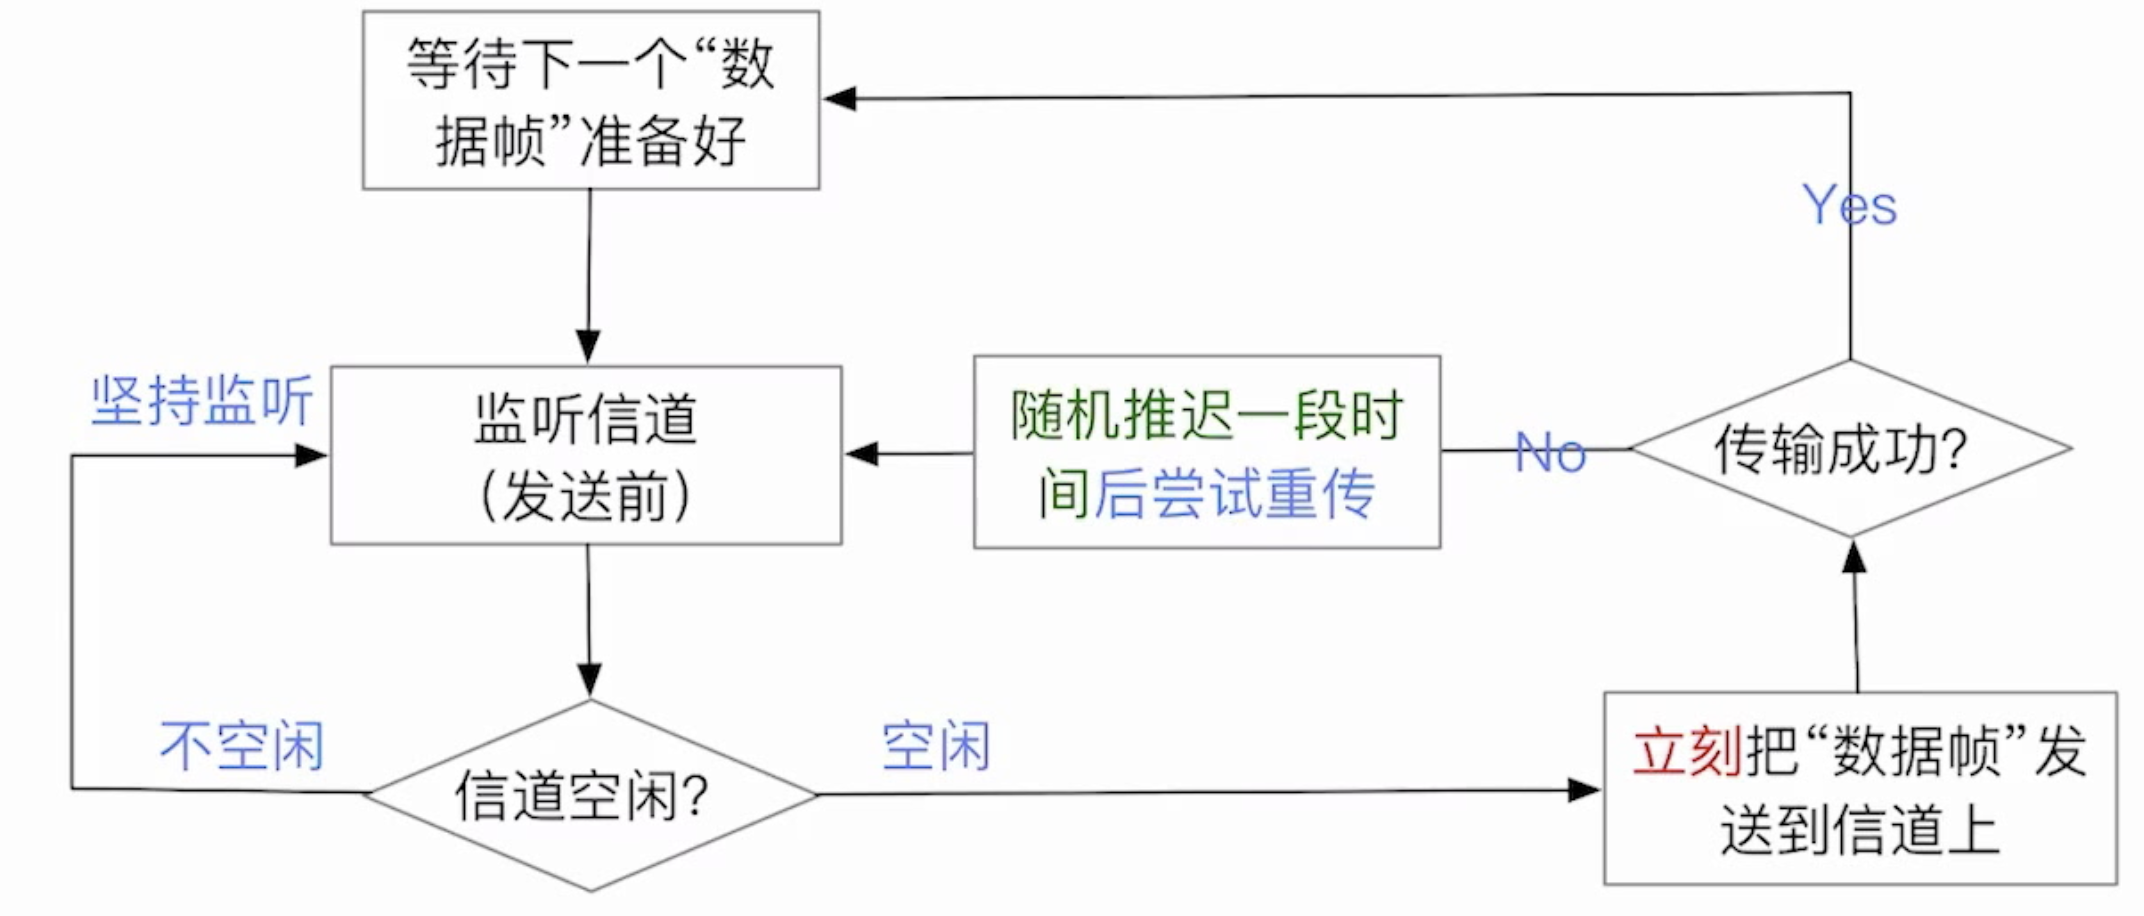 等待下一个“数
据帧”准备好
Yes
坚持监听
监听信道
(发送前)
随机推迟一段时
间后尝试重传
No
传输成功?
不空闲
信道空闲?
空闲
立刻把“数据帧”发
送到信道上